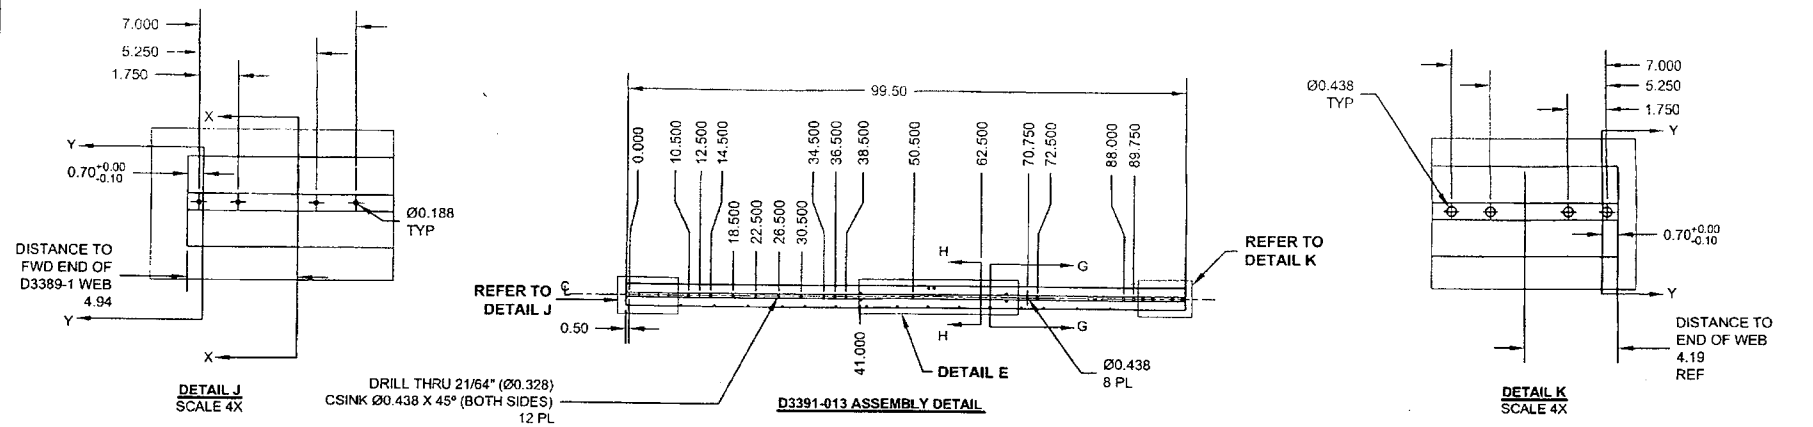 7.000
5.250
1.750
X
Y
0.70 +0.00 -0.10
Ø0.188
TYP
DISTANCE TO
FWD END OF
D3389-1 WEB
4.94
Y
X
DETAIL J
SCALE 4X
99.50
0.000
10.500
12.500
14.500
18.500
22.500
26.500
30.500
34.500
36.500
38.500
50.500
62.500
70.750
72.500
88.000
89.750
REFER TO
DETAIL J
℄
0.50
41.000
H
H
G
G
REFER TO
DETAIL K
DETAIL E
Ø0.438
8 PL
DRILL THRU 21/64" (Ø0.328)
CSINK Ø0.438 X 45º (BOTH SIDES)
12 PL
D3391-013 ASSEMBLY DETAIL
7.000
5.250
1.750
Ø0.438
TYP
Y
0.70 +0.00 -0.10
Y
DISTANCE TO
END OF WEB
4.19
REF
DETAIL K
SCALE 4X